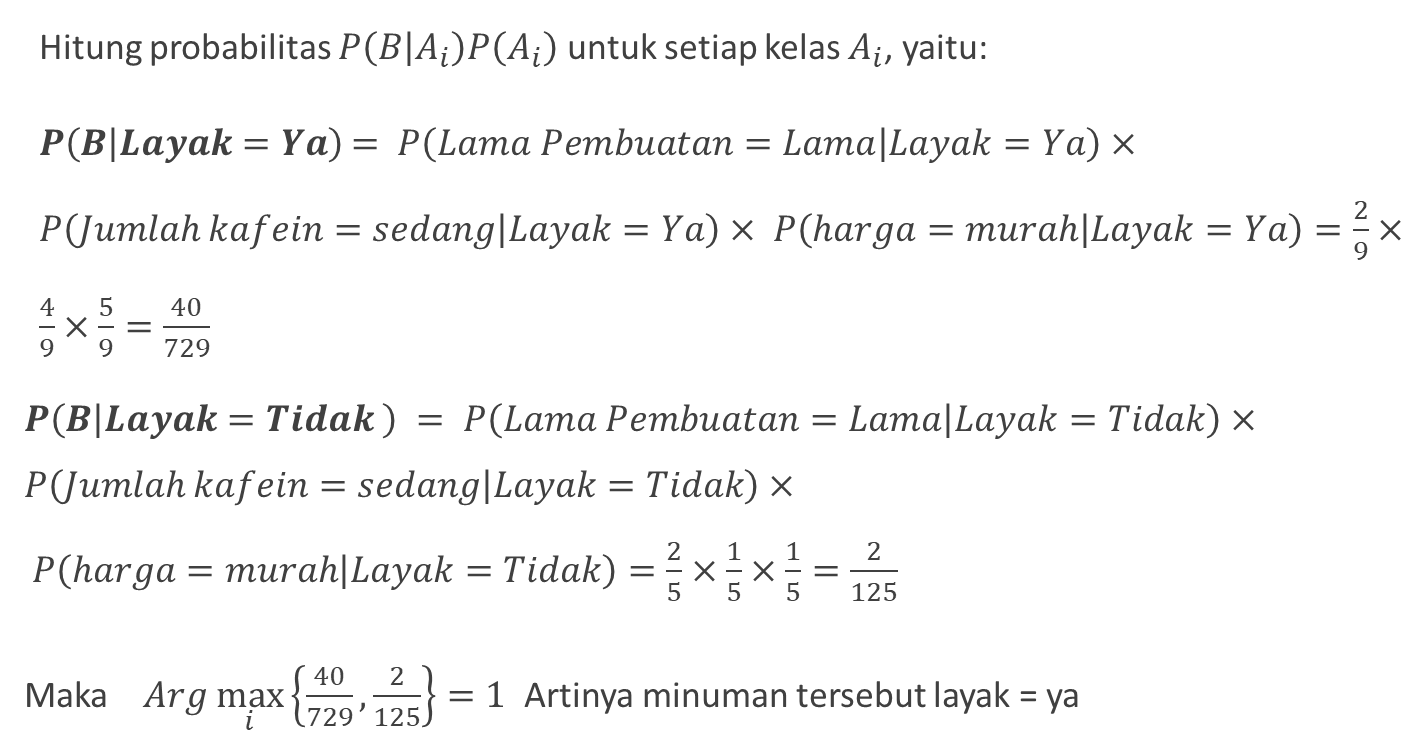 Hitung probabilitas P(B|Aᵢ)P(Aᵢ) untuk setiap kelas Aᵢ, yaitu:
P(B|Layak = Ya) = P(Lama Pembuatan = Lama|Layak = Ya) ×
P(Jumlah kafein = sedang|Layak = Ya) × P(harga = murah|Layak = Ya) = 2/9 ×
4/9 × 5/9 = 40/729
P(B|Layak = Tidak ) = P(Lama Pembuatan = Lama|Layak = Tidak) ×
P(Jumlah kafein = sedang|Layak = Tidak) ×
P(harga = murah|Layak = Tidak) = 2/5 × 1/5 × 1/5 = 2/125
Maka Arg max i {40/729, 2/125} = 1 Artinya minuman tersebut layak = ya